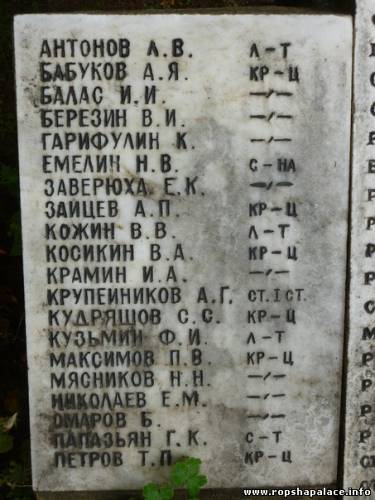 АНТОНОВ Л.В. Л-Т
БАБУКОВ А.Я. КР-Ц
БАЛАС И.И. —/—
БЕРЕЗИН В.И. —/—
ГАРИФУЛИН К. —/—
ЕМЕЛИН Н.В. С-НА
ЗАВЕРЮХА Е.К. —/—
ЗАЙЦЕВ А.П. КР-Ц
КОЖИН В.В. Л-Т
КОСИКИН В.А. КР-Ц
КРАМИН И.А. —/—
КРУПЕЙНИКОВ А.Г. СТ. I СТ.
КУДРЯШОВ С.С. КР-Ц
КУЗЬМИН Ф.И. Л-Т
МАКСИМОВ П.В. КР-Ц
МЯСНИКОВ Н.Н. —/—
НИКОЛАЕВ Е.М. —/—
ОМАРОВ Б. —/—
ПАПАЗЬЯН Г.К. С-Т
ПЕТРОВ Т.П. КР-Ц
www.ropshapalace.info